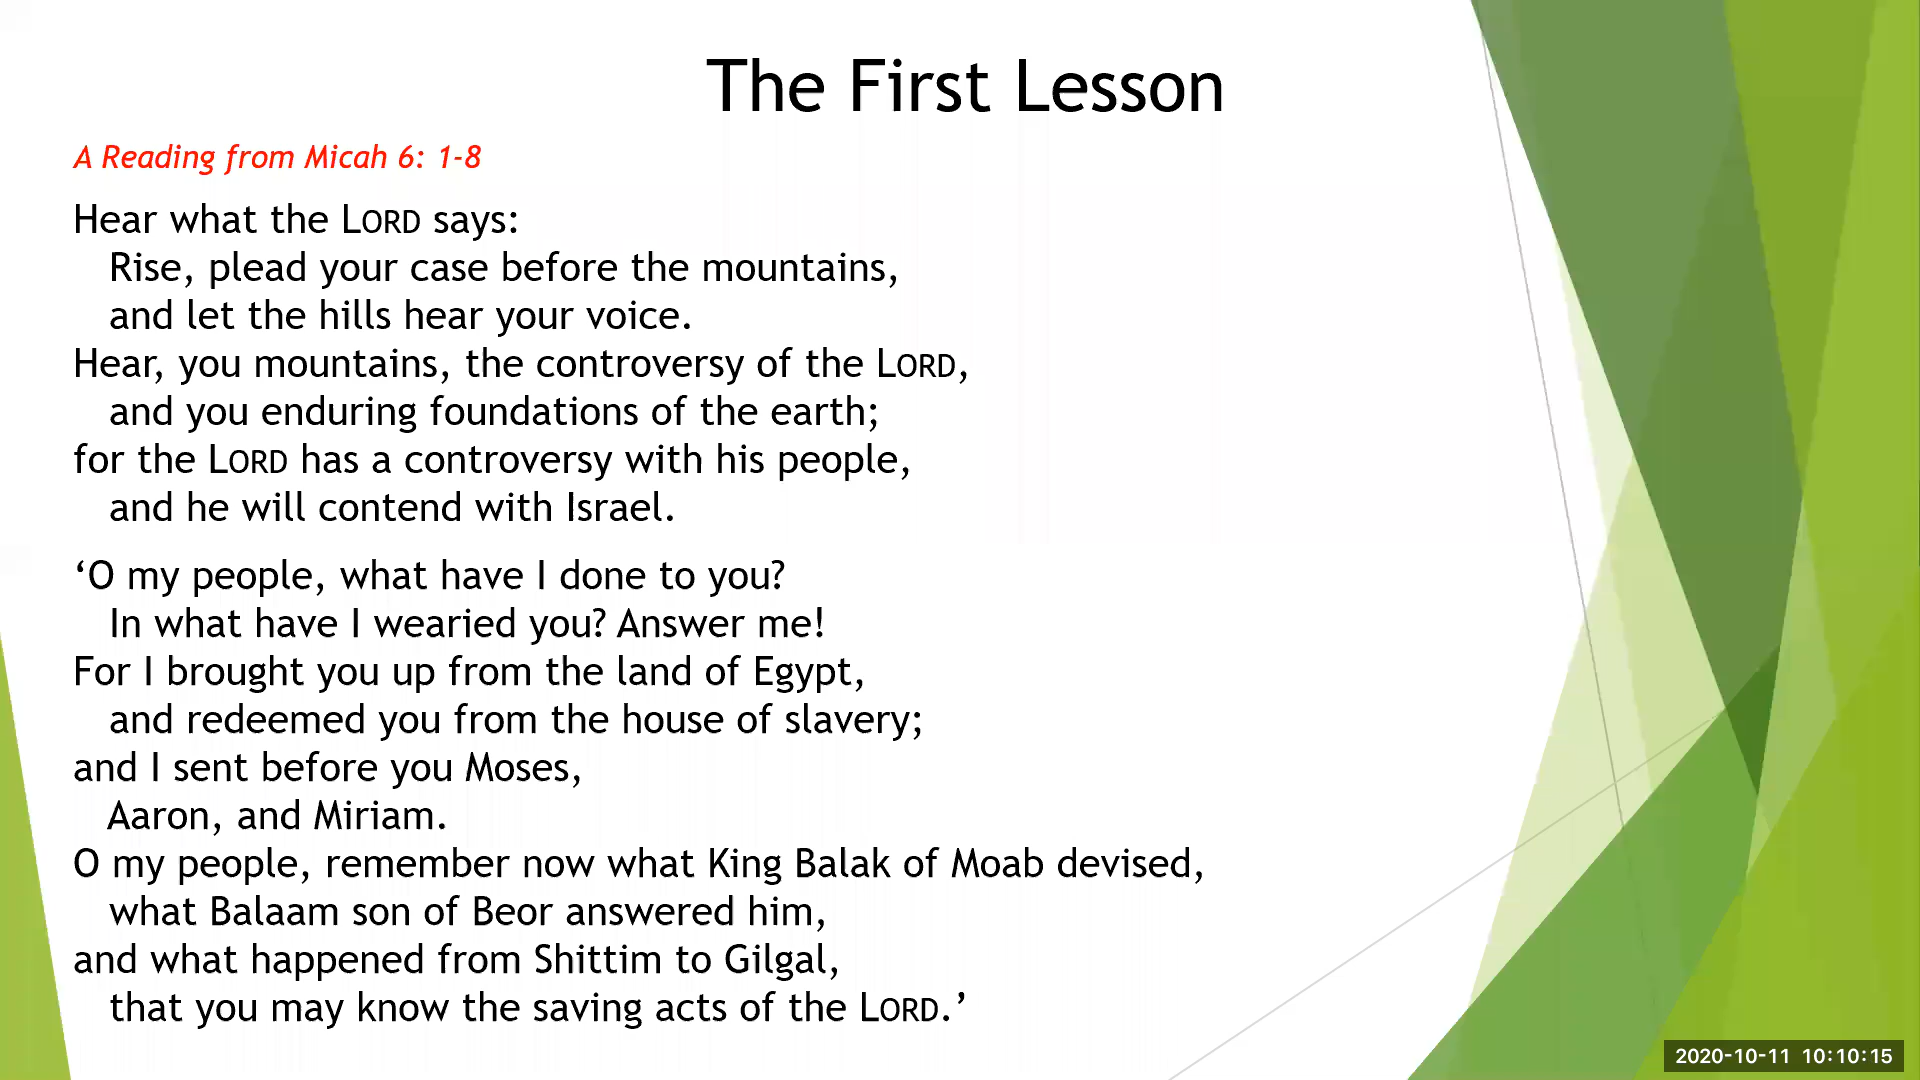 The First Lesson
A Reading from Micah 6: 1-8
Hear what the LORD says:
Rise, plead your case before the mountains,
and let the hills hear your voice.
Hear, you mountains, the controversy of the LORD,
and you enduring foundations of the earth;
for the LORD has a controversy with his people,
and he will contend with Israel.
‘O my people, what have I done to you?
In what have I wearied you? Answer me!
For I brought you up from the land of Egypt,
and redeemed you from the house of slavery;
and I sent before you Moses,
Aaron, and Miriam.
O my people, remember now what King Balak of Moab devised,
what Balaam son of Beor answered him,
and what happened from Shittim to Gilgal,
that you may know the saving acts of the LORD.’
2020-10-11 10:10:15